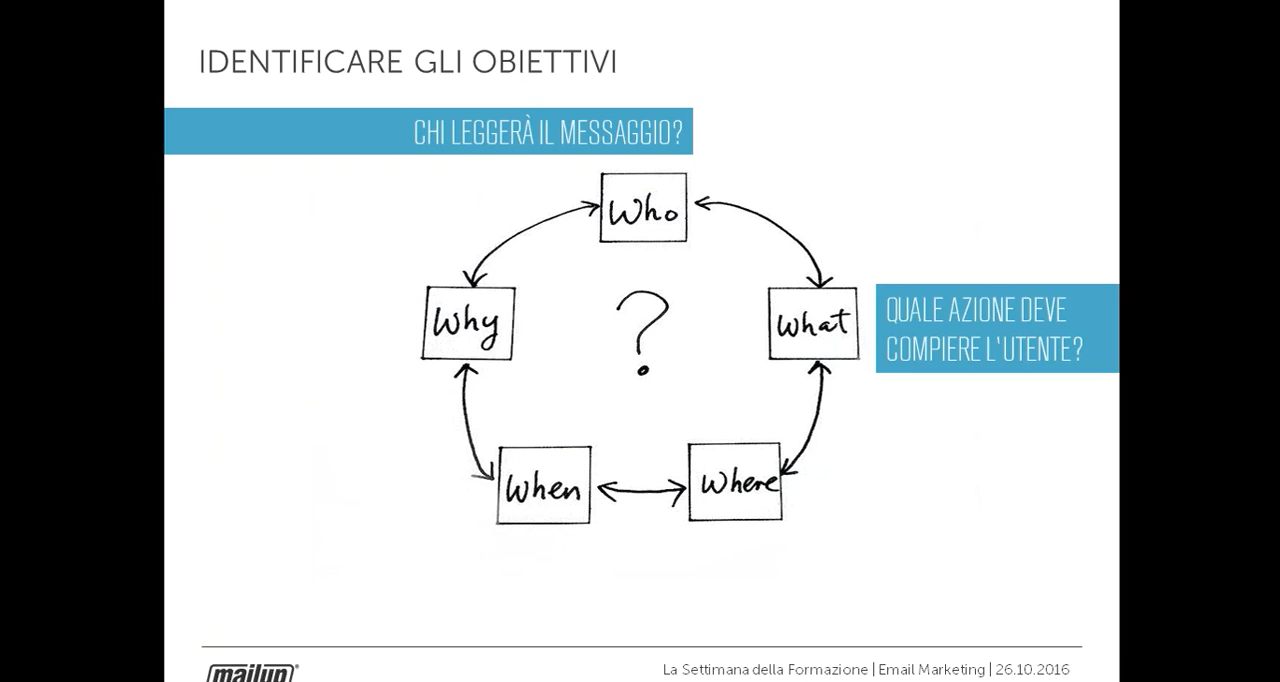 IDENTIFICARE GLI OBIETTIVI
CHI LEGGERÀ IL MESSAGGIO?
Who
Why
?
What
QUALE AZIONE DEVE
COMPIERE L'UTENTE?
When
Where
mailup®
La Settimana della Formazione | Email Marketing | 26.10.2016